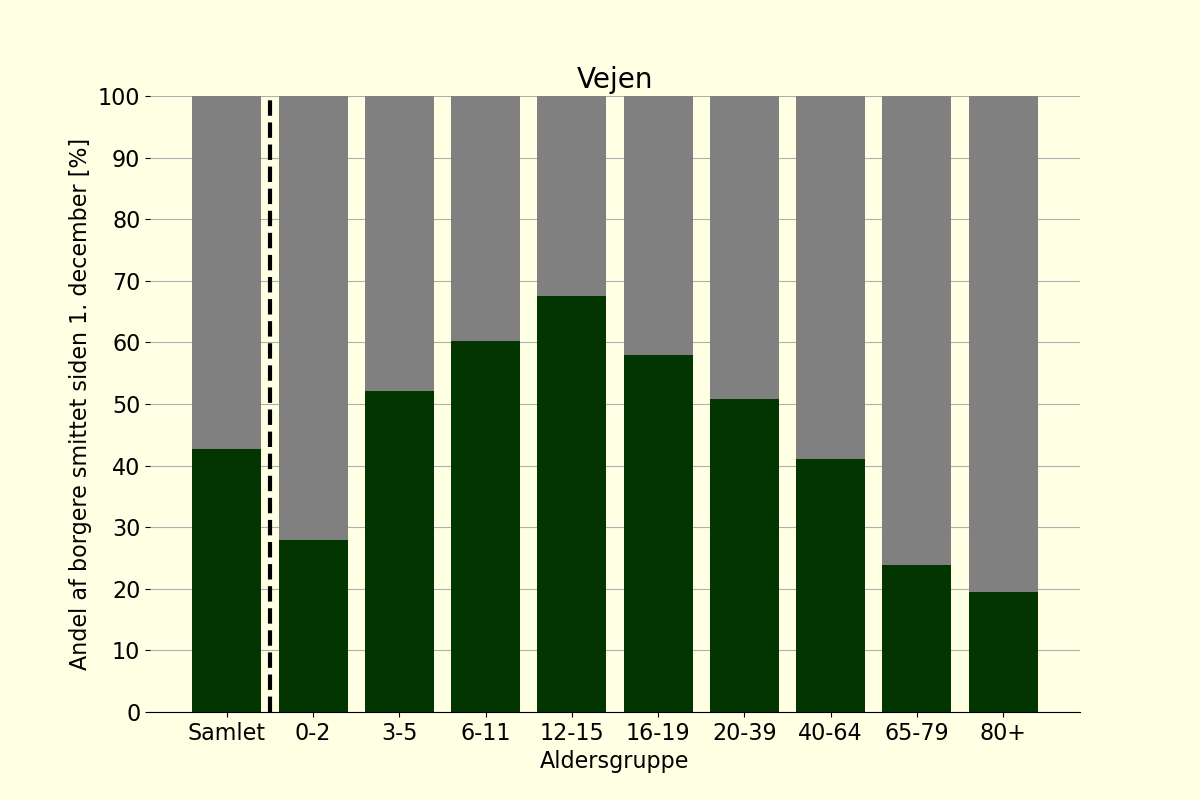 Vejen
Andel af borgere smittet siden 1. december [%]
100
90
80
70
60
50
40
30
20
10
0
Samlet 0-2 3-5 6-11 12-15 16-19 20-39 40-64 65-79 80+
Aldersgruppe